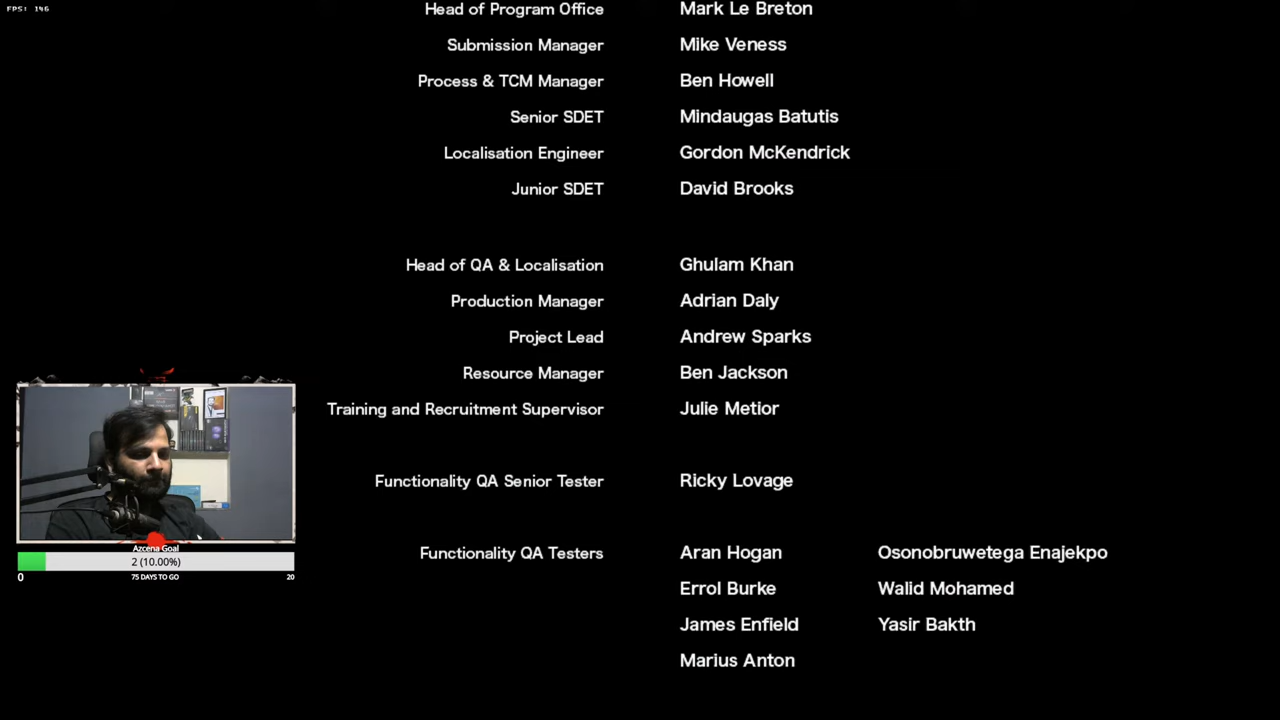 FPS: 146
Head of Program Office Mark Le Breton
Submission Manager Mike Veness
Process & TCM Manager Ben Howell
Senior SDET Mindaugas Batutis
Localisation Engineer Gordon McKendrick
Junior SDET David Brooks
Head of QA & Localisation Ghulam Khan
Production Manager Adrian Daly
Project Lead Andrew Sparks
Resource Manager Ben Jackson
Training and Recruitment Supervisor Julie Metior
Functionality QA Senior Tester Ricky Lovage
Functionality QA Testers Aran Hogan Osonobruwetega Enajekpo
Errol Burke Walid Mohamed
James Enfield Yasir Bakth
Marius Anton
Azcena Goal
2 (10.00%)
0 75 DAYS TO GO 20